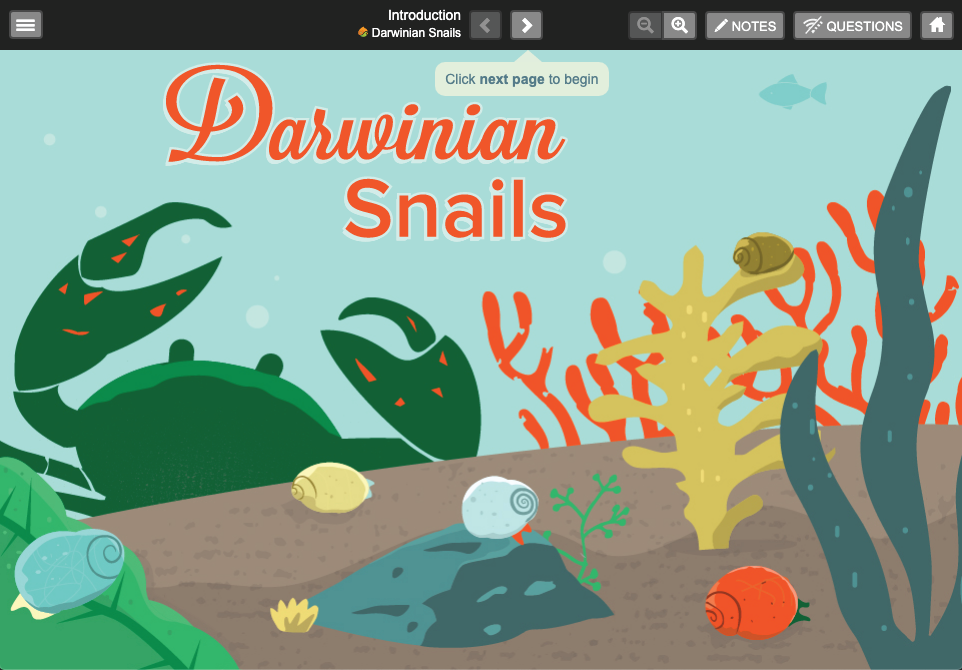 Introduction
Darwinian Snails
NOTES
QUESTIONS
Click next page to begin
Darwinian
Snails